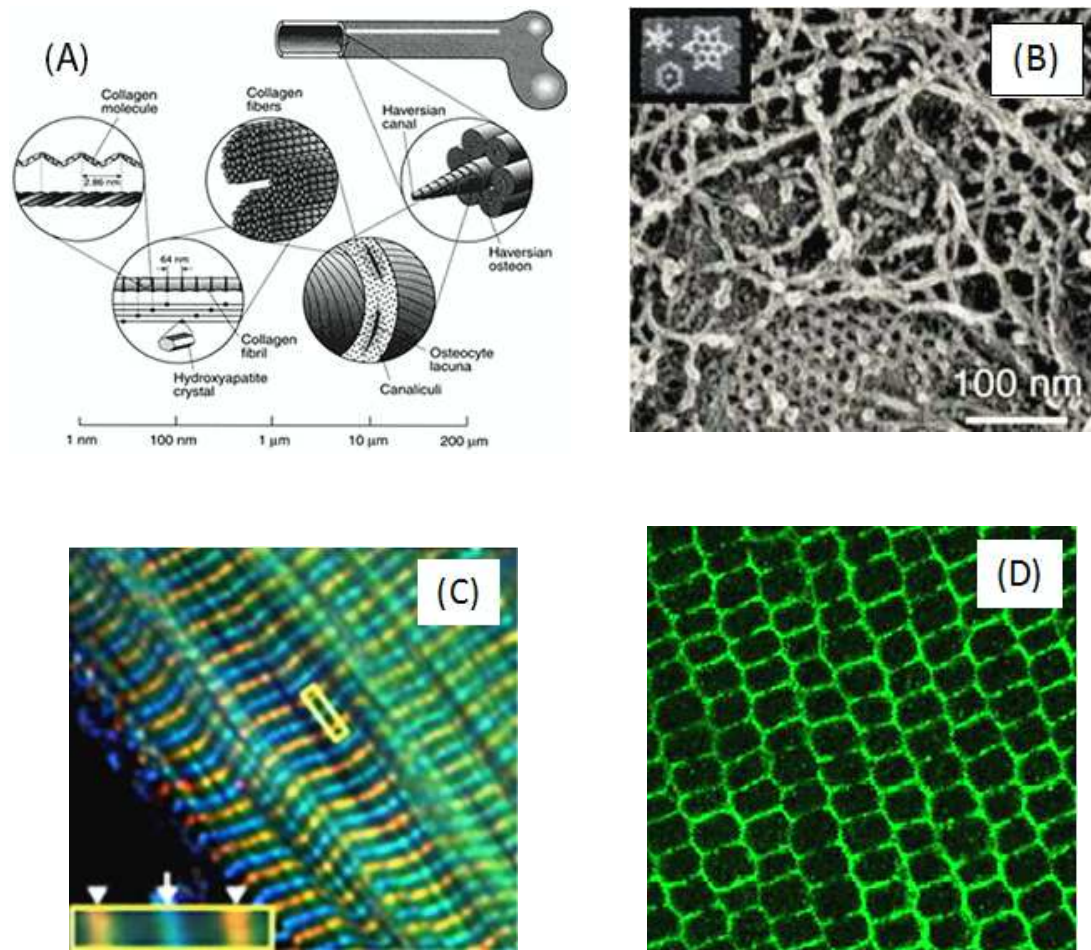 (A)
Collagen
molecule
2.86 nm
Collagen
fibers
Haversian
canal
Haversian
osteon
64 nm
Collagen
fibril
Hydroxyapatite
crystal
Osteocyte
lacuna
Canaliculi
1 nm 100 nm 1 μm 10 μm 200 μm
(B)
100 nm
(C)
(D)